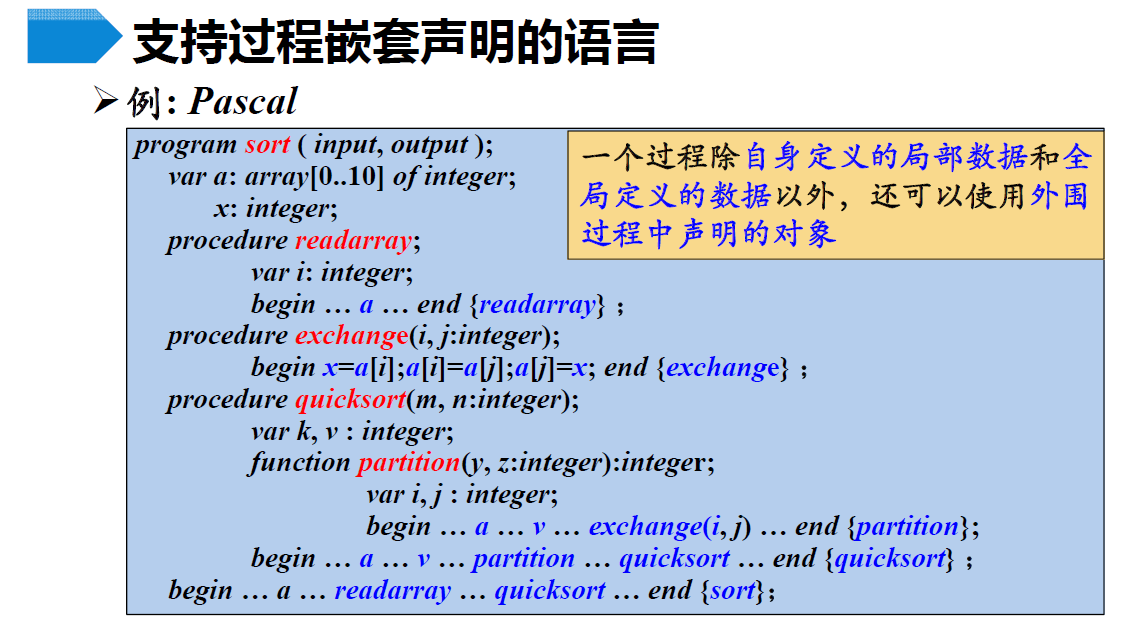 支持过程嵌套声明的语言
➢例: Pascal
program sort ( input, output );
var a: array[0..10] of integer;
x: integer;
procedure readarray;
var i: integer;
begin … a … end {readarray} ；
procedure exchange(i, j:integer);
begin x=a[i];a[i]=a[j];a[j]=x; end {exchange} ；
procedure quicksort(m, n:integer);
var k, v : integer;
function partition(y, z:integer):integer;
var i, j : integer;
begin … a … v … exchange(i, j) … end {partition};
begin … a … v … partition … quicksort … end {quicksort} ；
begin … a … readarray … quicksort … end {sort}；
一个过程除自身定义的局部数据和全
局定义的数据以外，还可以使用外围
过程中声明的对象